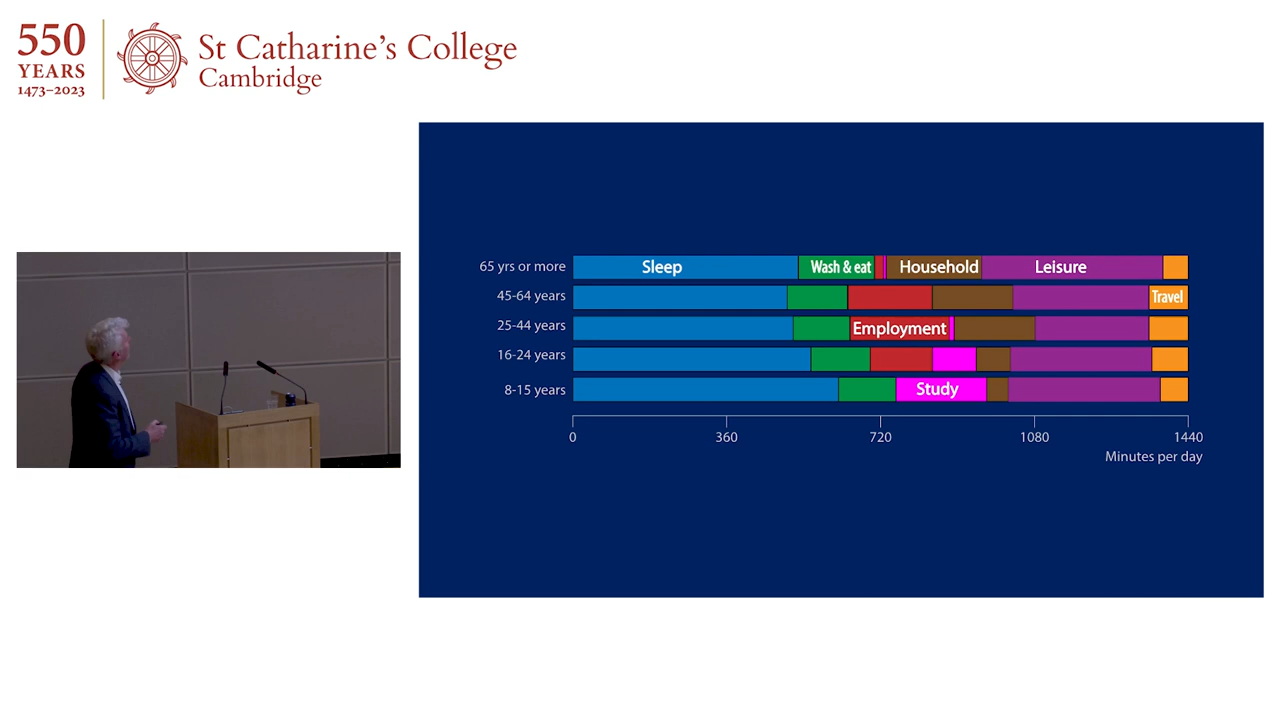 550
YEARS
1473–2023
St Catharine's College
Cambridge
65 yrs or more
Sleep
Wash & eat
Household
Leisure
45-64 years
Travel
25-44 years
Employment
16-24 years
8-15 years
Study
0
360
720
1080
1440
Minutes per day